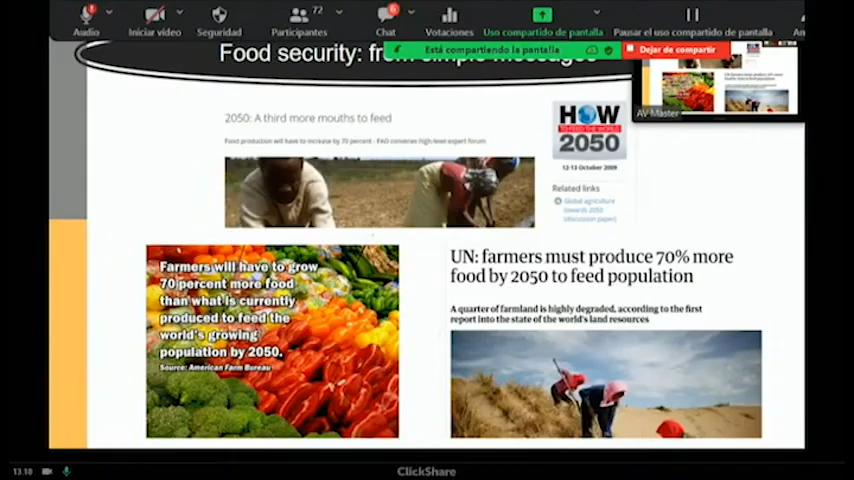 Audio
Iniciar video
Seguridad
72
Participantes
6
Chat
Votaciones
Uso compartido de pantalla
Pausar el uso compartido de pantalla
Está compartiendo la pantalla
Dejar de compartir
Food security: from simple messages
AV-Master
2050: A third more mouths to feed
Food production will have to increase by 70 percent - FAO convenes high-level expert forum
HOW
TO FEED THE WORLD
2050
12-13 October 2009
Related links
Global agriculture
towards 2050
(discussion paper)
Farmers will have to grow
70 percent more food
than what is currently
produced to feed the
world's growing
population by 2050.
Source: American Farm Bureau
UN: farmers must produce 70% more
food by 2050 to feed population
A quarter of farmland is highly degraded, according to the first
report into the state of the world's land resources
13.10
ClickShare